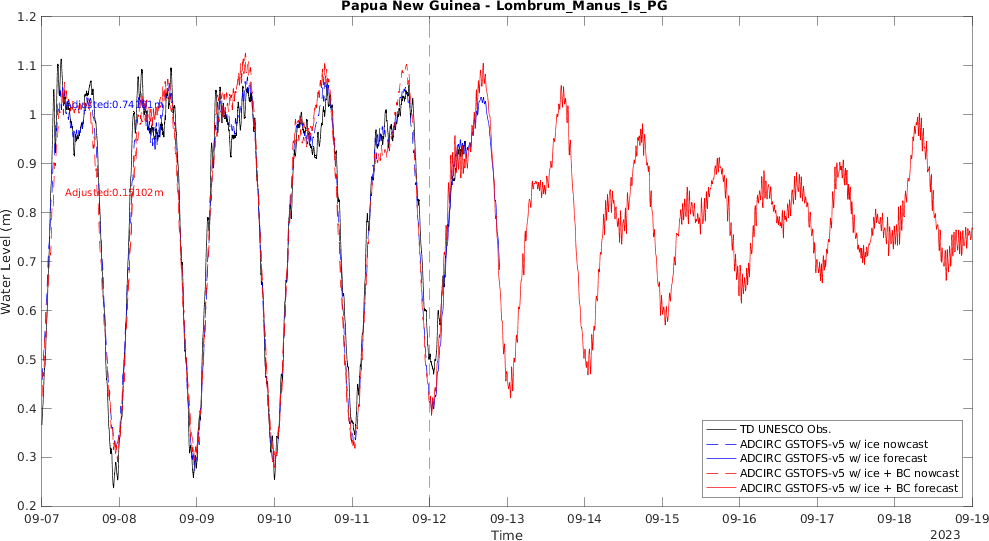 Papua New Guinea - Lombrum_Manus_Is_PG
1.2
1.1
1
0.9
0.8
0.7
0.6
0.5
0.4
0.3
0.2
Water Level (m)
Adjusted:0.15102m
TD UNESCO Obs.
ADCIRC GSTOFS-v5 w/ ice nowcast
ADCIRC GSTOFS-v5 w/ ice forecast
ADCIRC GSTOFS-v5 w/ ice + BC nowcast
ADCIRC GSTOFS-v5 w/ ice + BC forecast
09-07 09-08 09-09 09-10 09-11 09-12 09-13 09-14 09-15 09-16 09-17 09-18 09-19
Time
2023